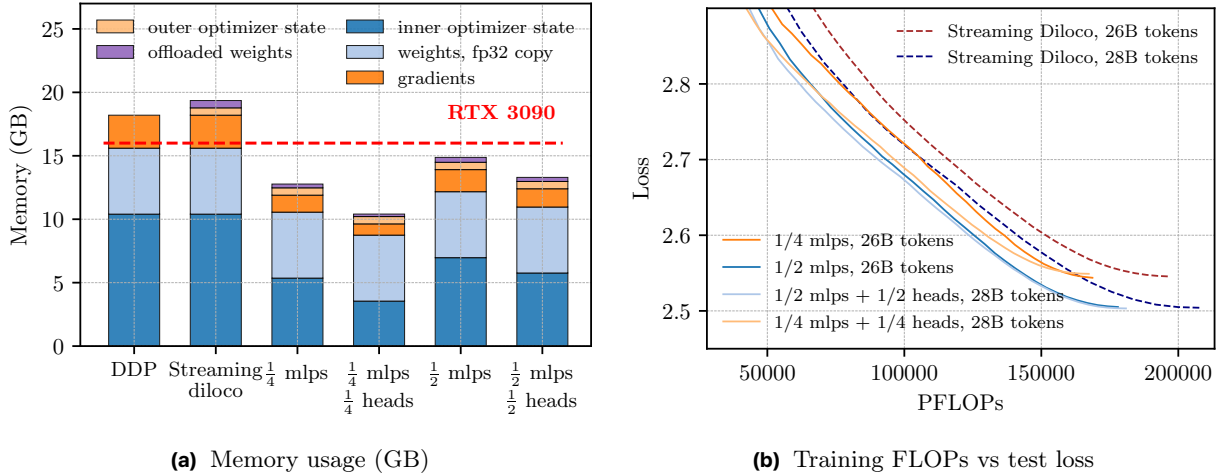 outer optimizer state
offloaded weights
inner optimizer state
weights, fp32 copy
gradients
RTX 3090
Memory (GB)
25
20
15
10
5
0
DDP
Streaming
diloco
1/4 mlps
1/4 mlps
1/4 heads
1/2 mlps
1/2 mlps
1/2 heads
(a) Memory usage (GB)
Streaming Diloco, 26B tokens
Streaming Diloco, 28B tokens
Loss
2.8
2.7
2.6
2.5
1/4 mlps, 26B tokens
1/2 mlps, 26B tokens
1/2 mlps + 1/2 heads, 28B tokens
1/4 mlps + 1/4 heads, 28B tokens
50000
100000
150000
200000
PFLOPs
(b) Training FLOPs vs test loss